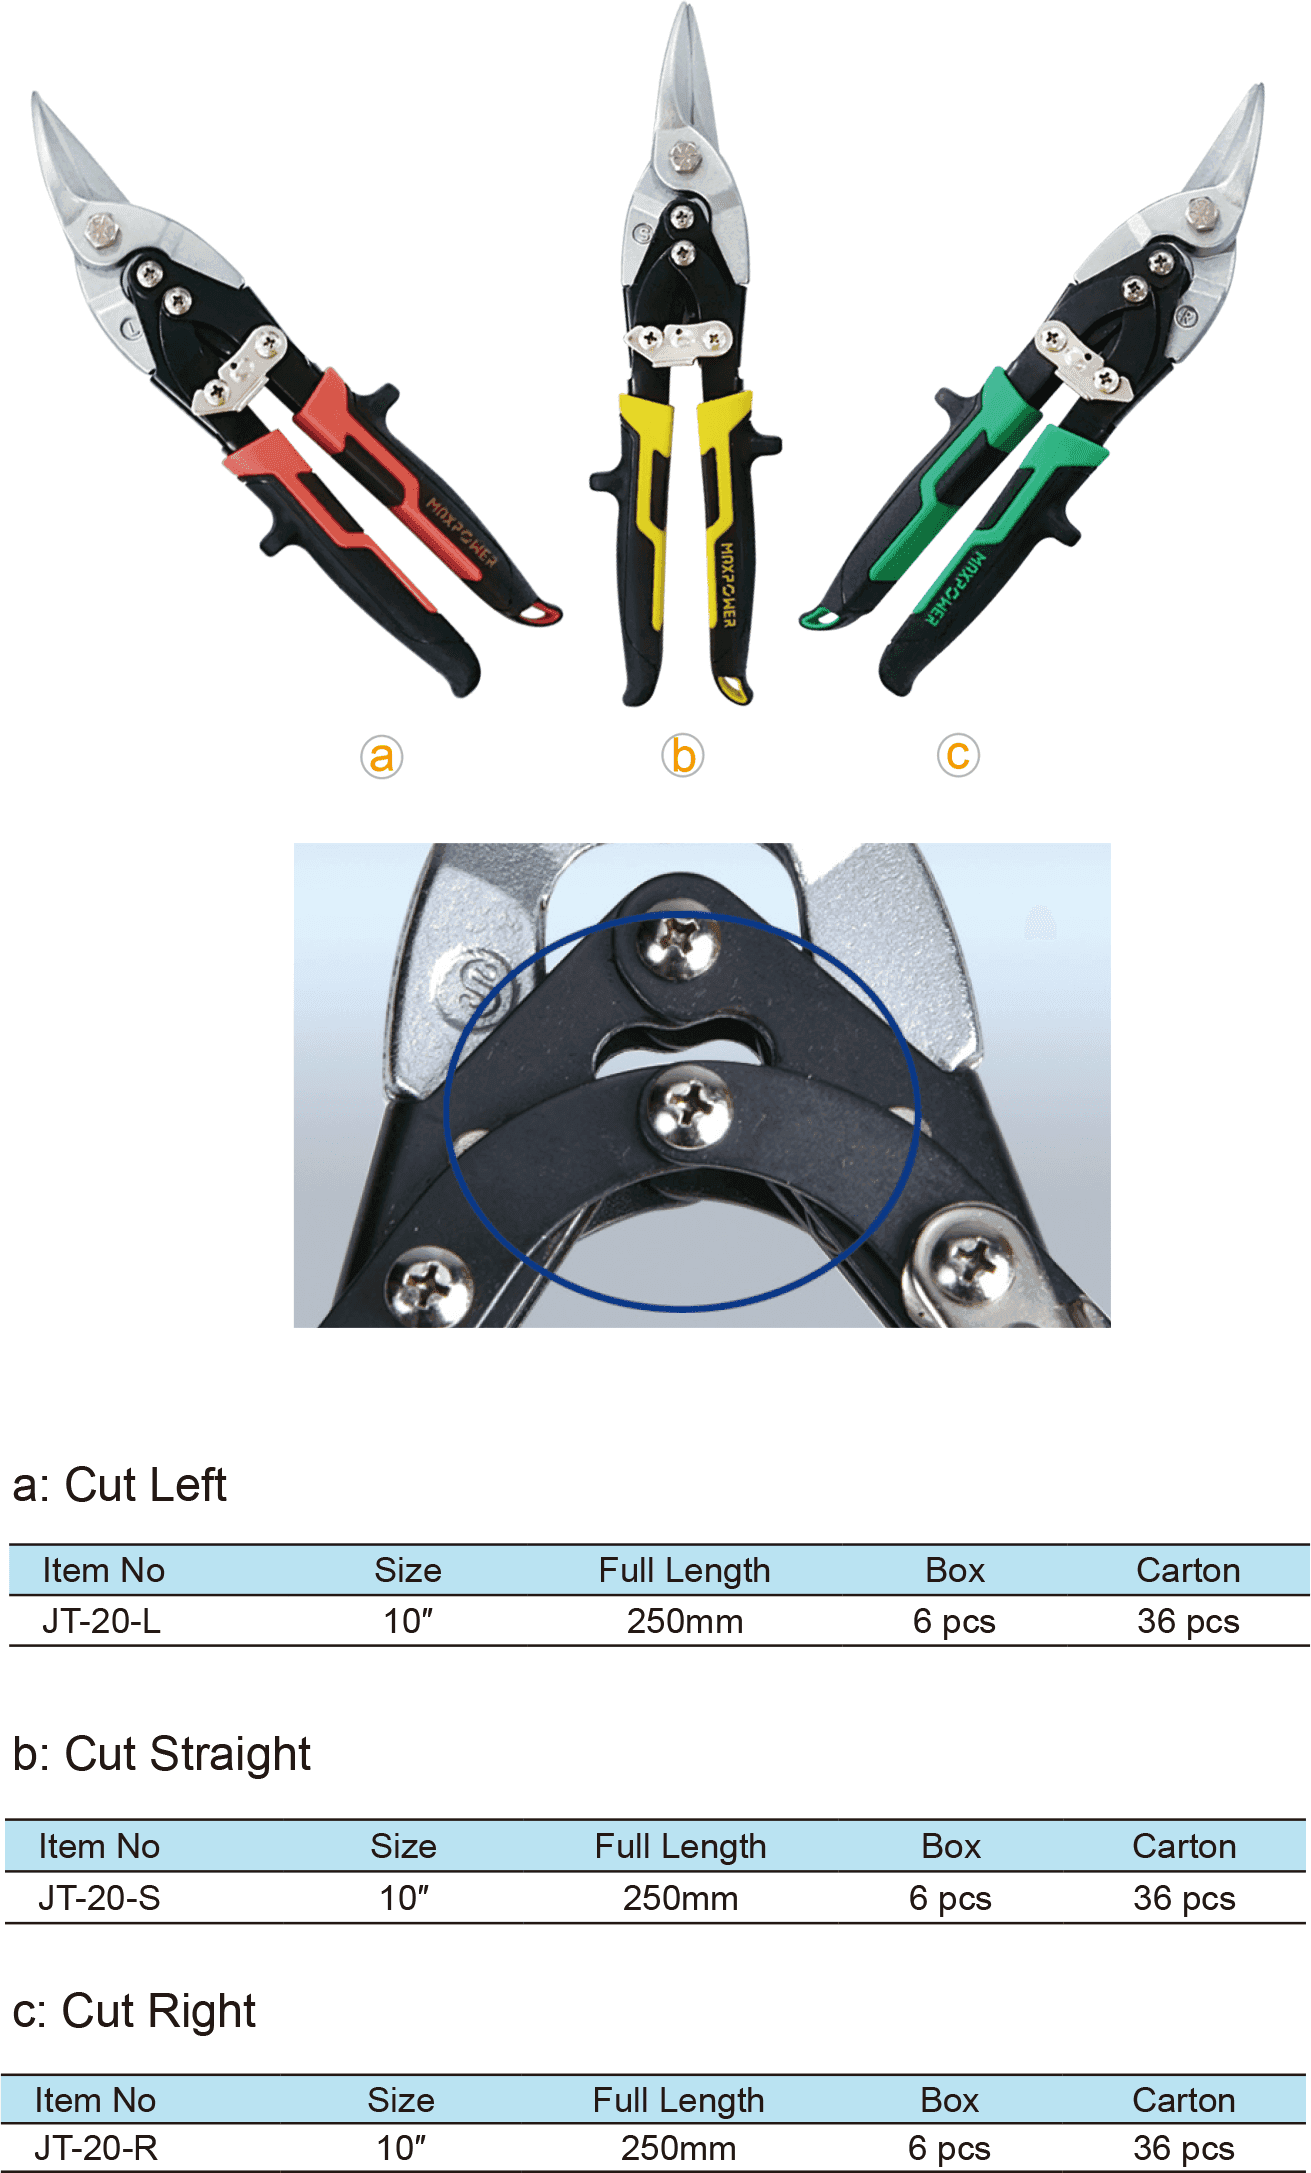 L
S
R
MAXPOWER
MAXPOWER
MAXPOWER
a
b
c
a: Cut Left
Item No Size Full Length Box Carton
JT-20-L 10″ 250mm 6 pcs 36 pcs
b: Cut Straight
Item No Size Full Length Box Carton
JT-20-S 10″ 250mm 6 pcs 36 pcs
c: Cut Right
Item No Size Full Length Box Carton
JT-20-R 10″ 250mm 6 pcs 36 pcs